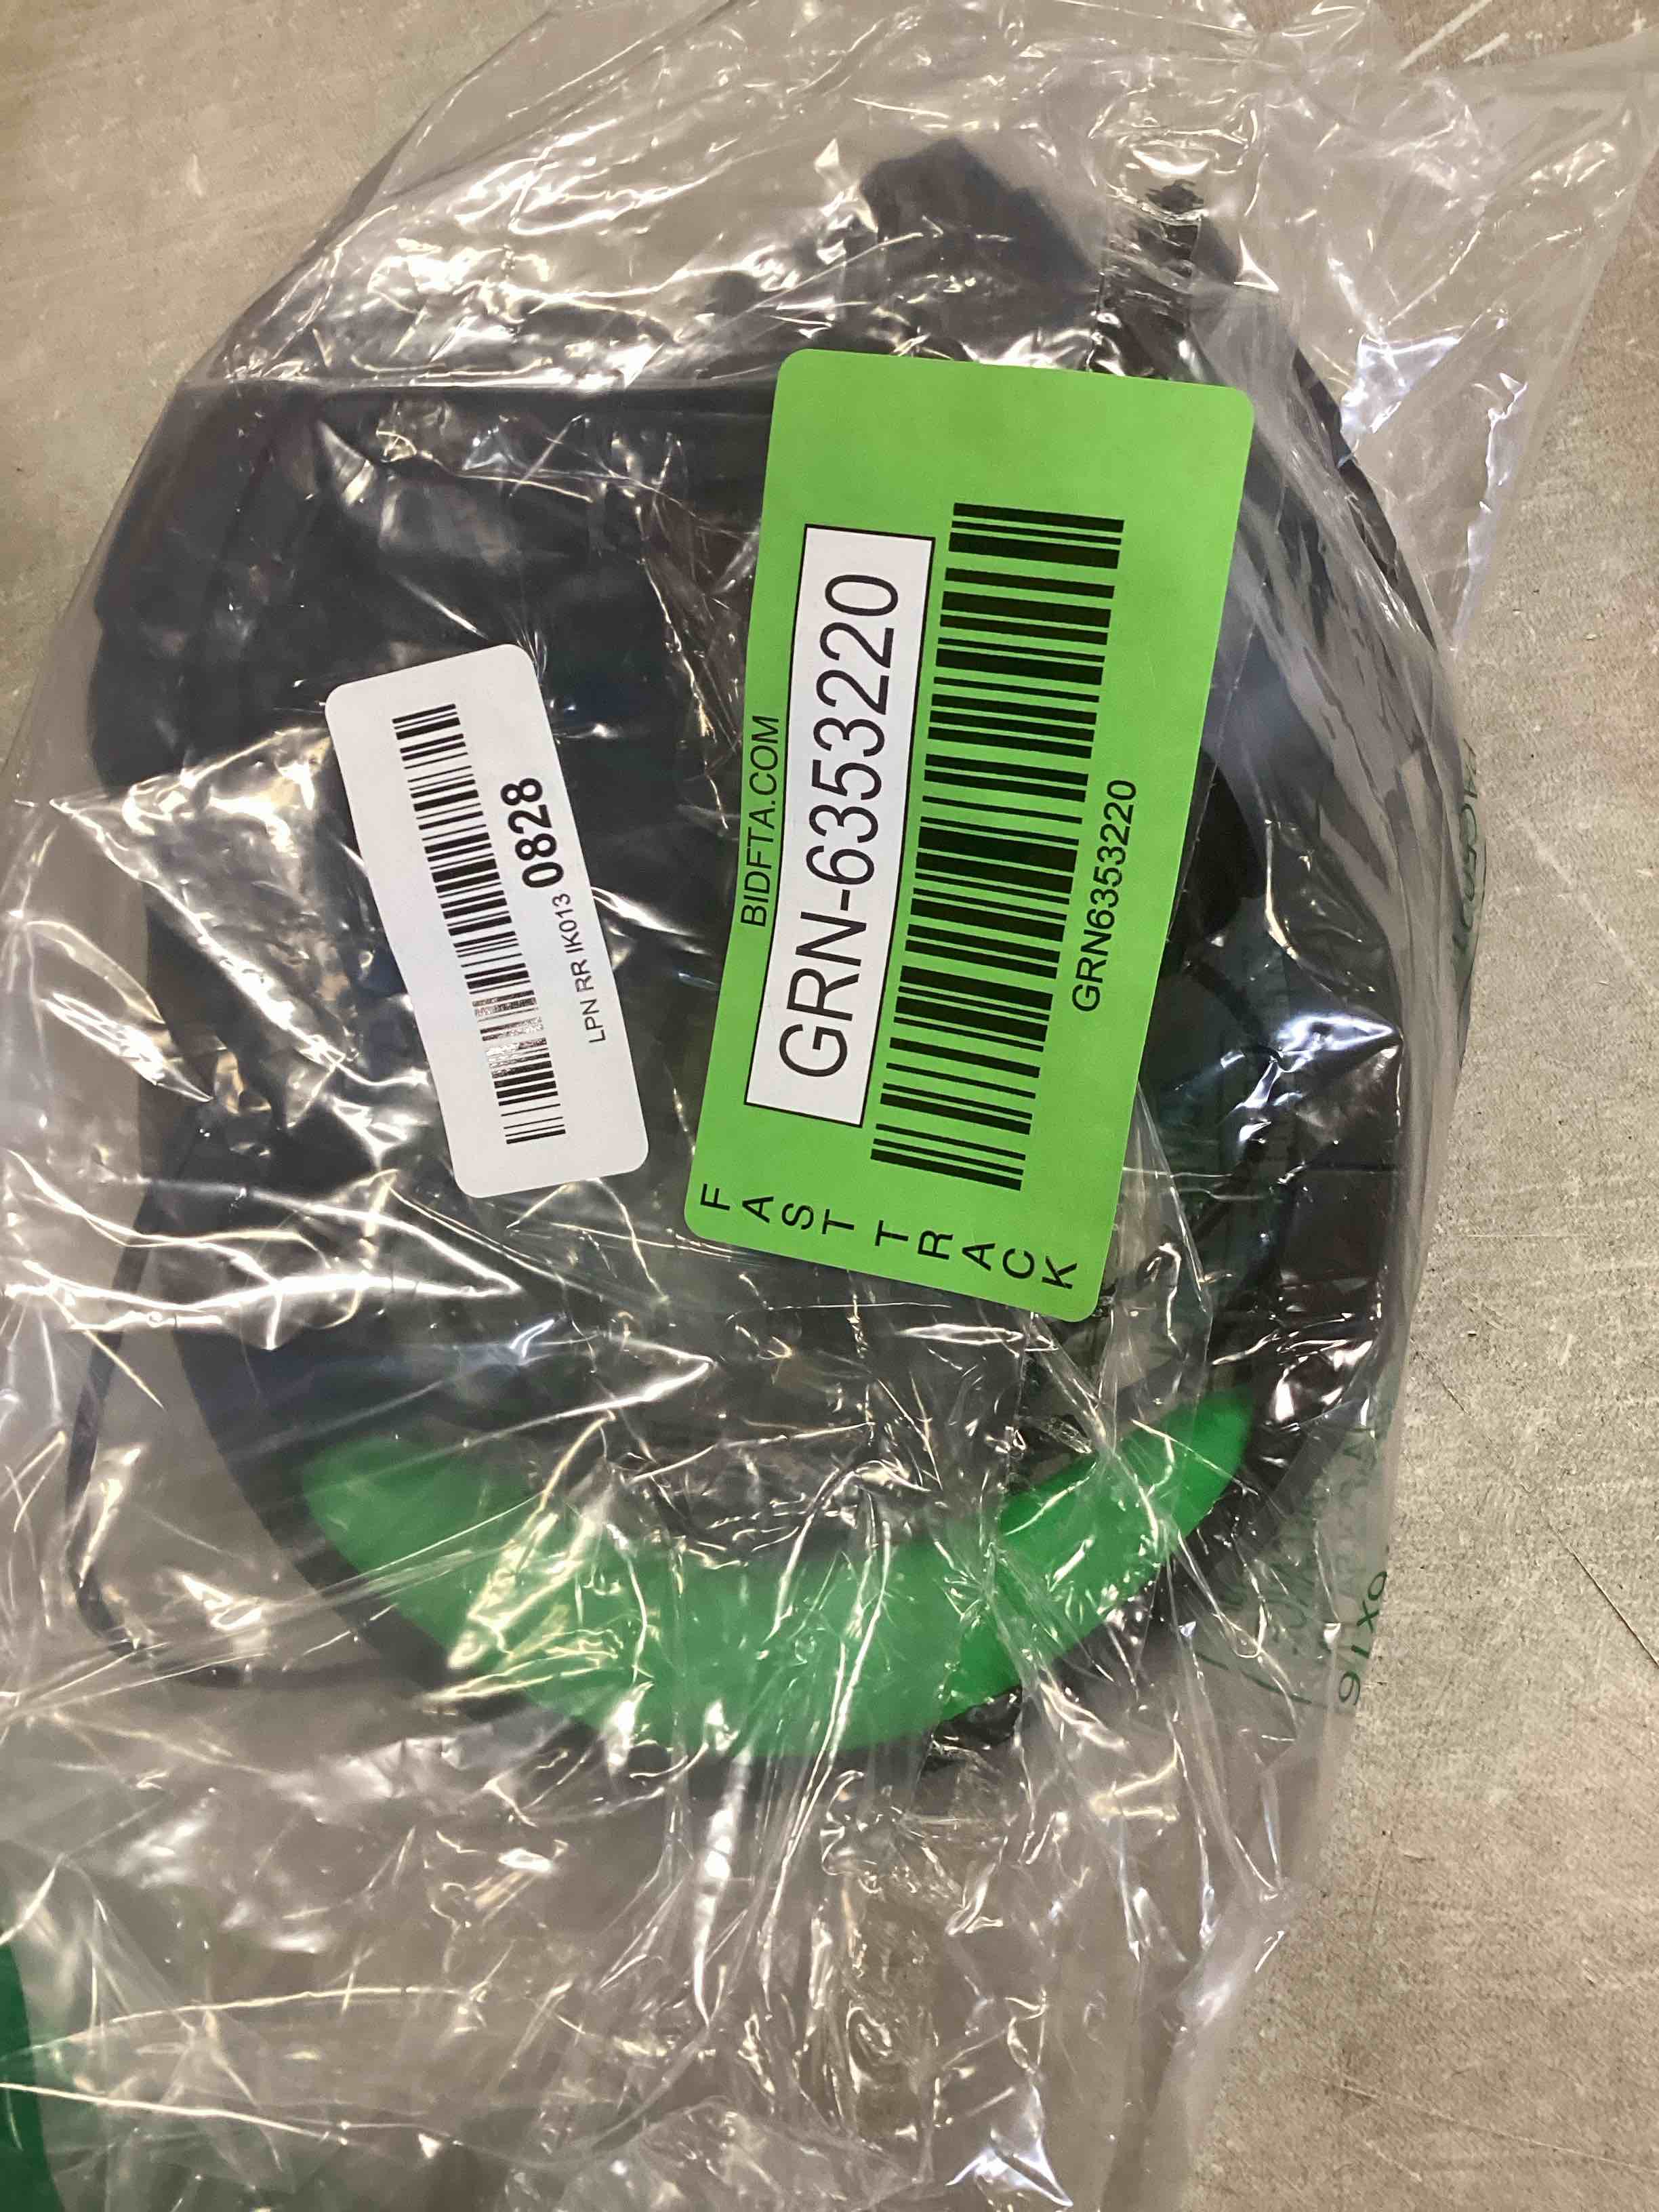 BIDFTA.COM
GRN-6353220
GRN6353220
FAST TRACK
LPN RR IK013 0828